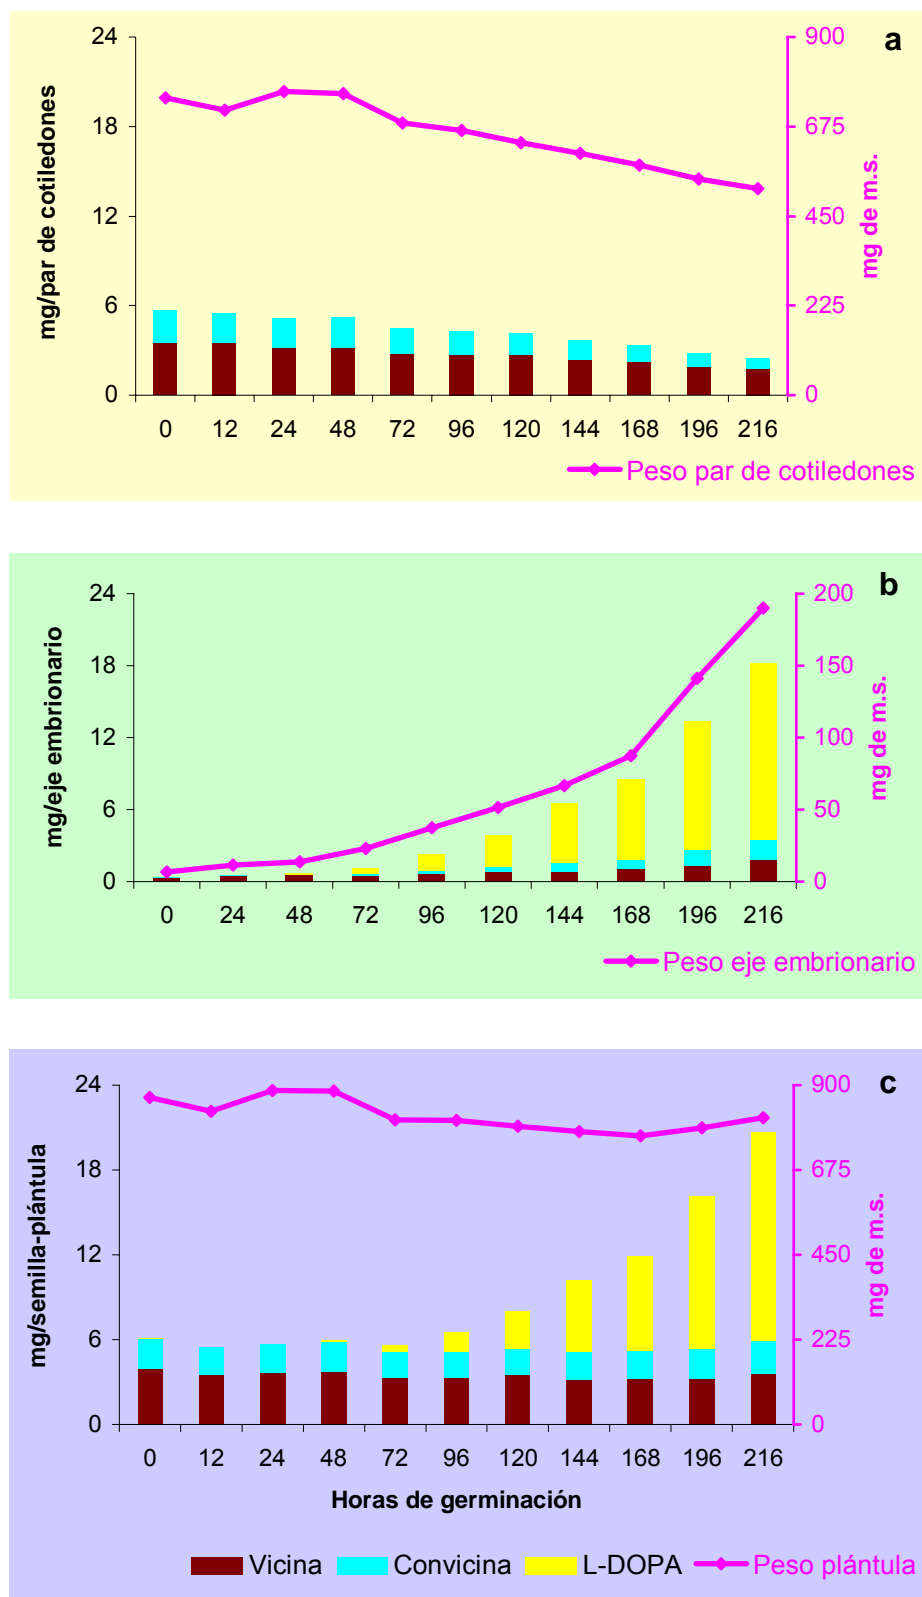 a
mg/par de cotiledones
24
18
12
6
0
900
675
450
225
0
mg de m.s.
0 12 24 48 72 96 120 144 168 196 216
Peso par de cotiledones
b
mg/eje embrionario
24
18
12
6
0
200
150
100
50
0
mg de m.s.
0 24 48 72 96 120 144 168 196 216
Peso eje embrionario
c
mg/semilla-plántula
24
18
12
6
0
900
675
450
225
0
mg de m.s.
0 12 24 48 72 96 120 144 168 196 216
Horas de germinación
Vicina Convicina L-DOPA Peso plántula